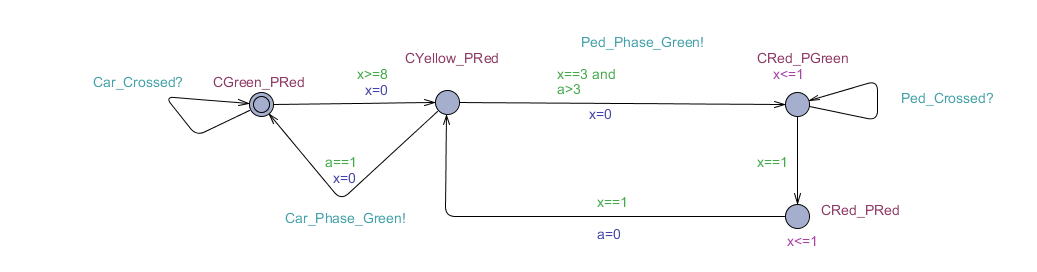 Ped_Phase_Green!
CYellow_PRed
CRed_PGreen
Car_Crossed?
CGreen_PRed
x>=8
x=0
x==3 and
a>3
x=0
x<=1
Ped_Crossed?
a==1
x=0
x==1
Car_Phase_Green!
x==1
a=0
CRed_PRed
x<=1